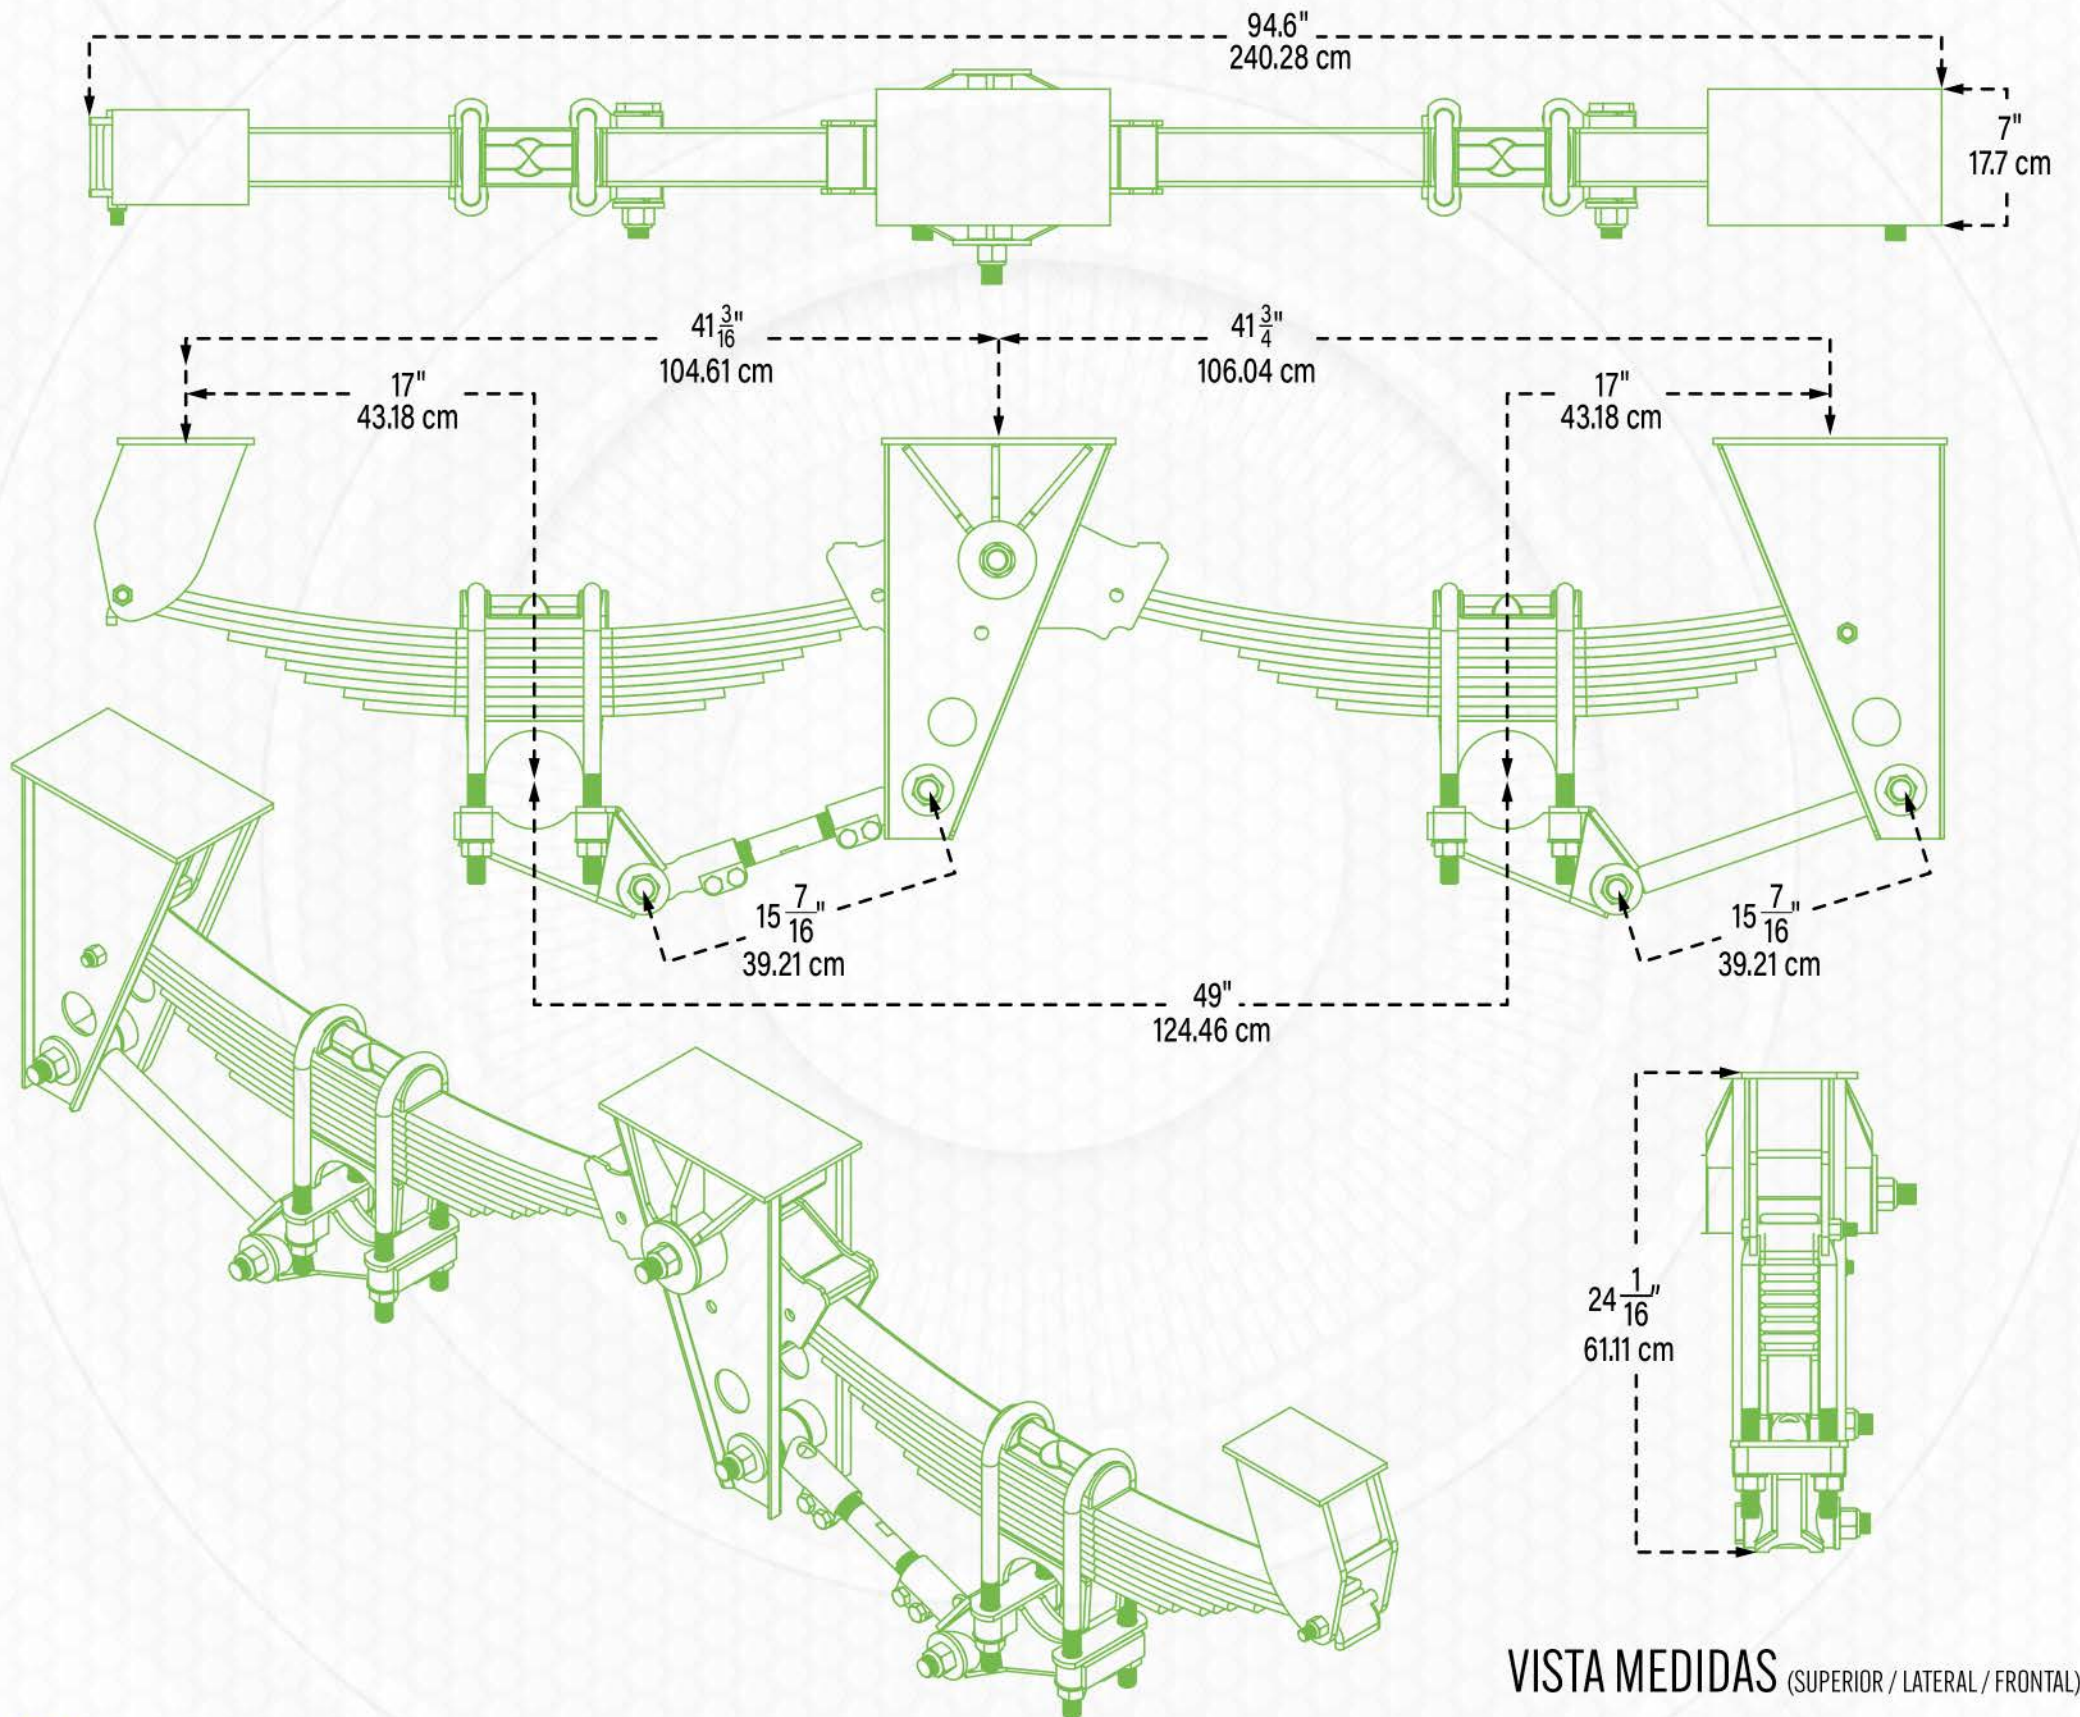 94.6"
240.28 cm
7"
17.7 cm
41 3/16"
104.61 cm
41 3/4"
106.04 cm
17"
43.18 cm
17"
43.18 cm
15 7/16"
39.21 cm
15 7/16"
39.21 cm
49"
124.46 cm
24 1/16"
61.11 cm
VISTA MEDIDAS (SUPERIOR / LATERAL / FRONTAL)